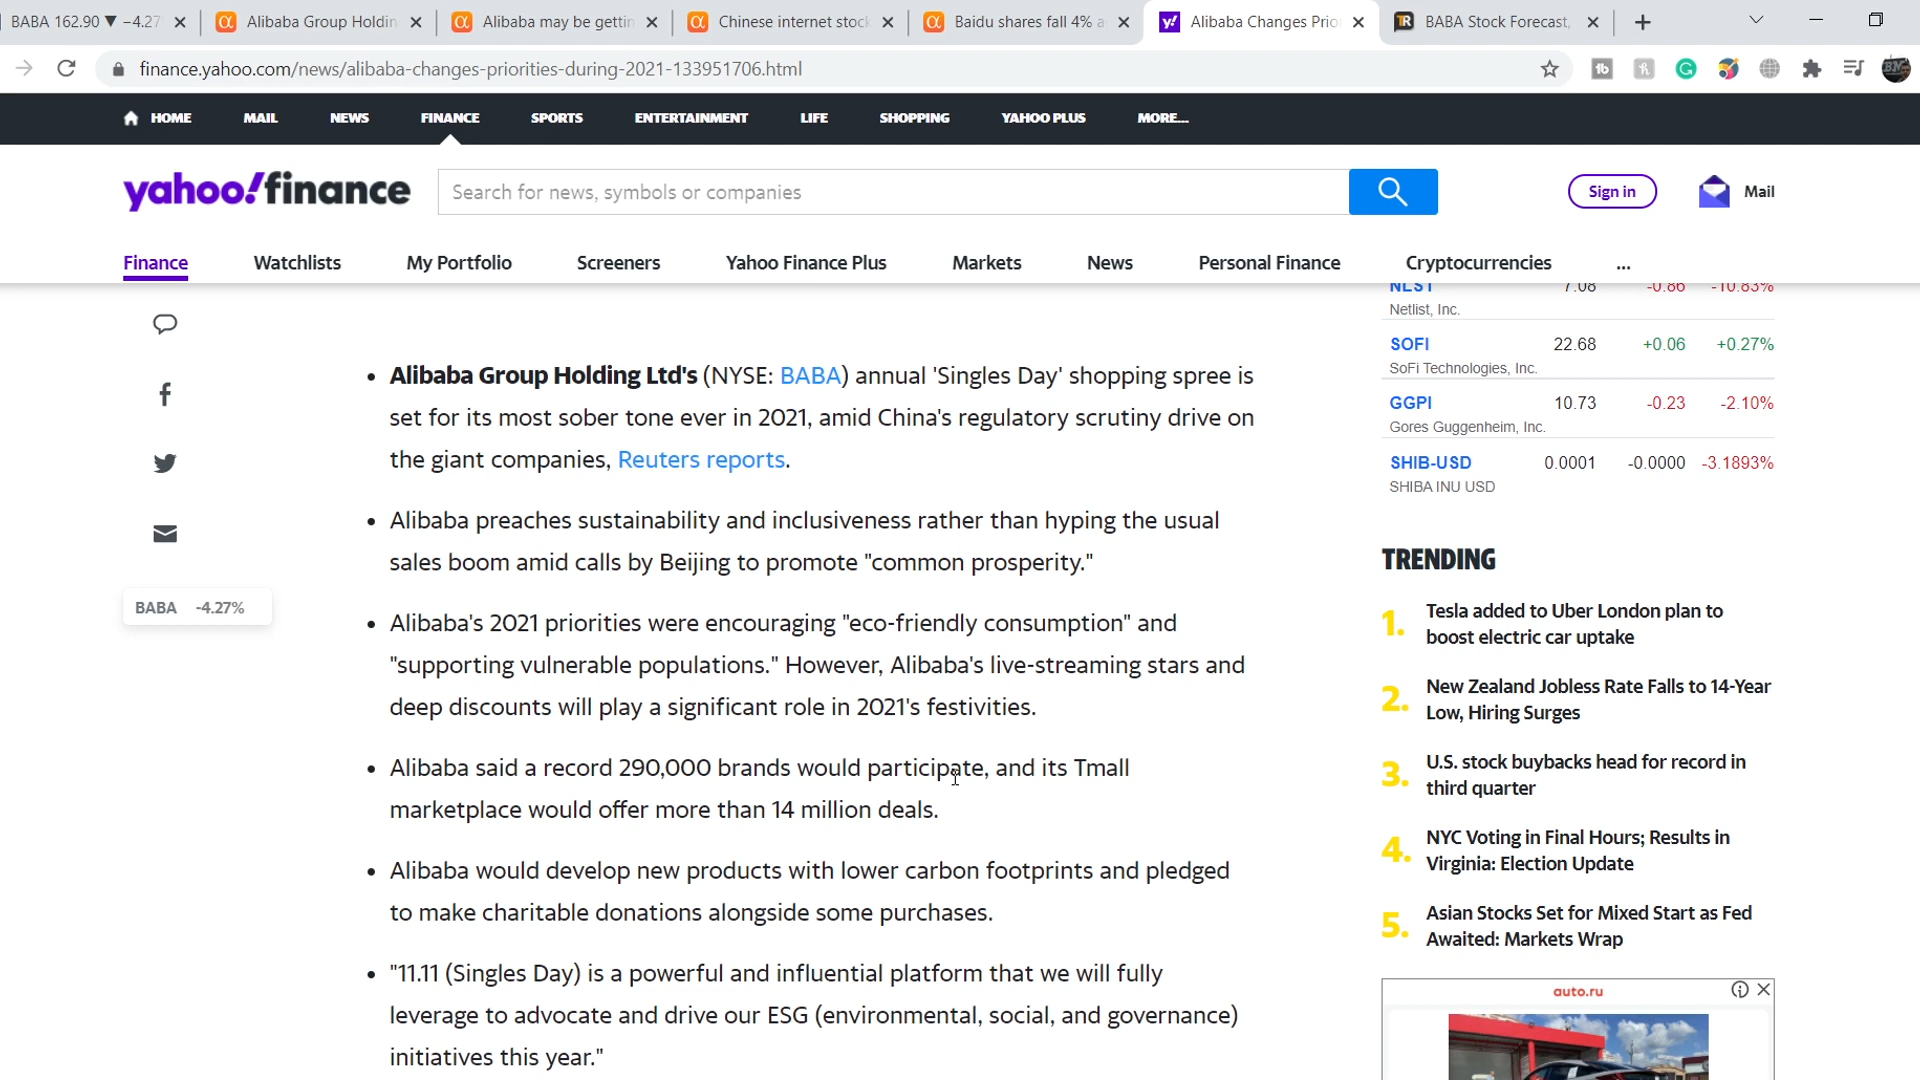 BABA 162.90 ▼ −4.27
Alibaba Group Holdin
Alibaba may be gettin
Chinese internet stock
Baidu shares fall 4% a
Alibaba Changes Prio
BABA Stock Forecast,
finance.yahoo.com/news/alibaba-changes-priorities-during-2021-133951706.html
HOME MAIL NEWS FINANCE SPORTS ENTERTAINMENT LIFE SHOPPING YAHOO PLUS MORE...
yahoo!finance
Search for news, symbols or companies
Sign in
Mail
Finance Watchlists My Portfolio Screeners Yahoo Finance Plus Markets News Personal Finance Cryptocurrencies ...
BABA -4.27%
• Alibaba Group Holding Ltd's (NYSE: BABA) annual 'Singles Day' shopping spree is
set for its most sober tone ever in 2021, amid China's regulatory scrutiny drive on
the giant companies, Reuters reports.
• Alibaba preaches sustainability and inclusiveness rather than hyping the usual
sales boom amid calls by Beijing to promote "common prosperity."
• Alibaba's 2021 priorities were encouraging "eco-friendly consumption" and
"supporting vulnerable populations." However, Alibaba's live-streaming stars and
deep discounts will play a significant role in 2021's festivities.
• Alibaba said a record 290,000 brands would participate, and its Tmall
marketplace would offer more than 14 million deals.
• Alibaba would develop new products with lower carbon footprints and pledged
to make charitable donations alongside some purchases.
• "11.11 (Singles Day) is a powerful and influential platform that we will fully
leverage to advocate and drive our ESG (environmental, social, and governance)
initiatives this year."
NLST 7.08 -0.86 -10.83%
Netlist, Inc.
SOFI 22.68 +0.06 +0.27%
SoFi Technologies, Inc.
GGPI 10.73 -0.23 -2.10%
Gores Guggenheim, Inc.
SHIB-USD 0.0001 -0.0000 -3.1893%
SHIBA INU USD
TRENDING
1. Tesla added to Uber London plan to
boost electric car uptake
2. New Zealand Jobless Rate Falls to 14-Year
Low, Hiring Surges
3. U.S. stock buybacks head for record in
third quarter
4. NYC Voting in Final Hours; Results in
Virginia: Election Update
5. Asian Stocks Set for Mixed Start as Fed
Awaited: Markets Wrap
auto.ru